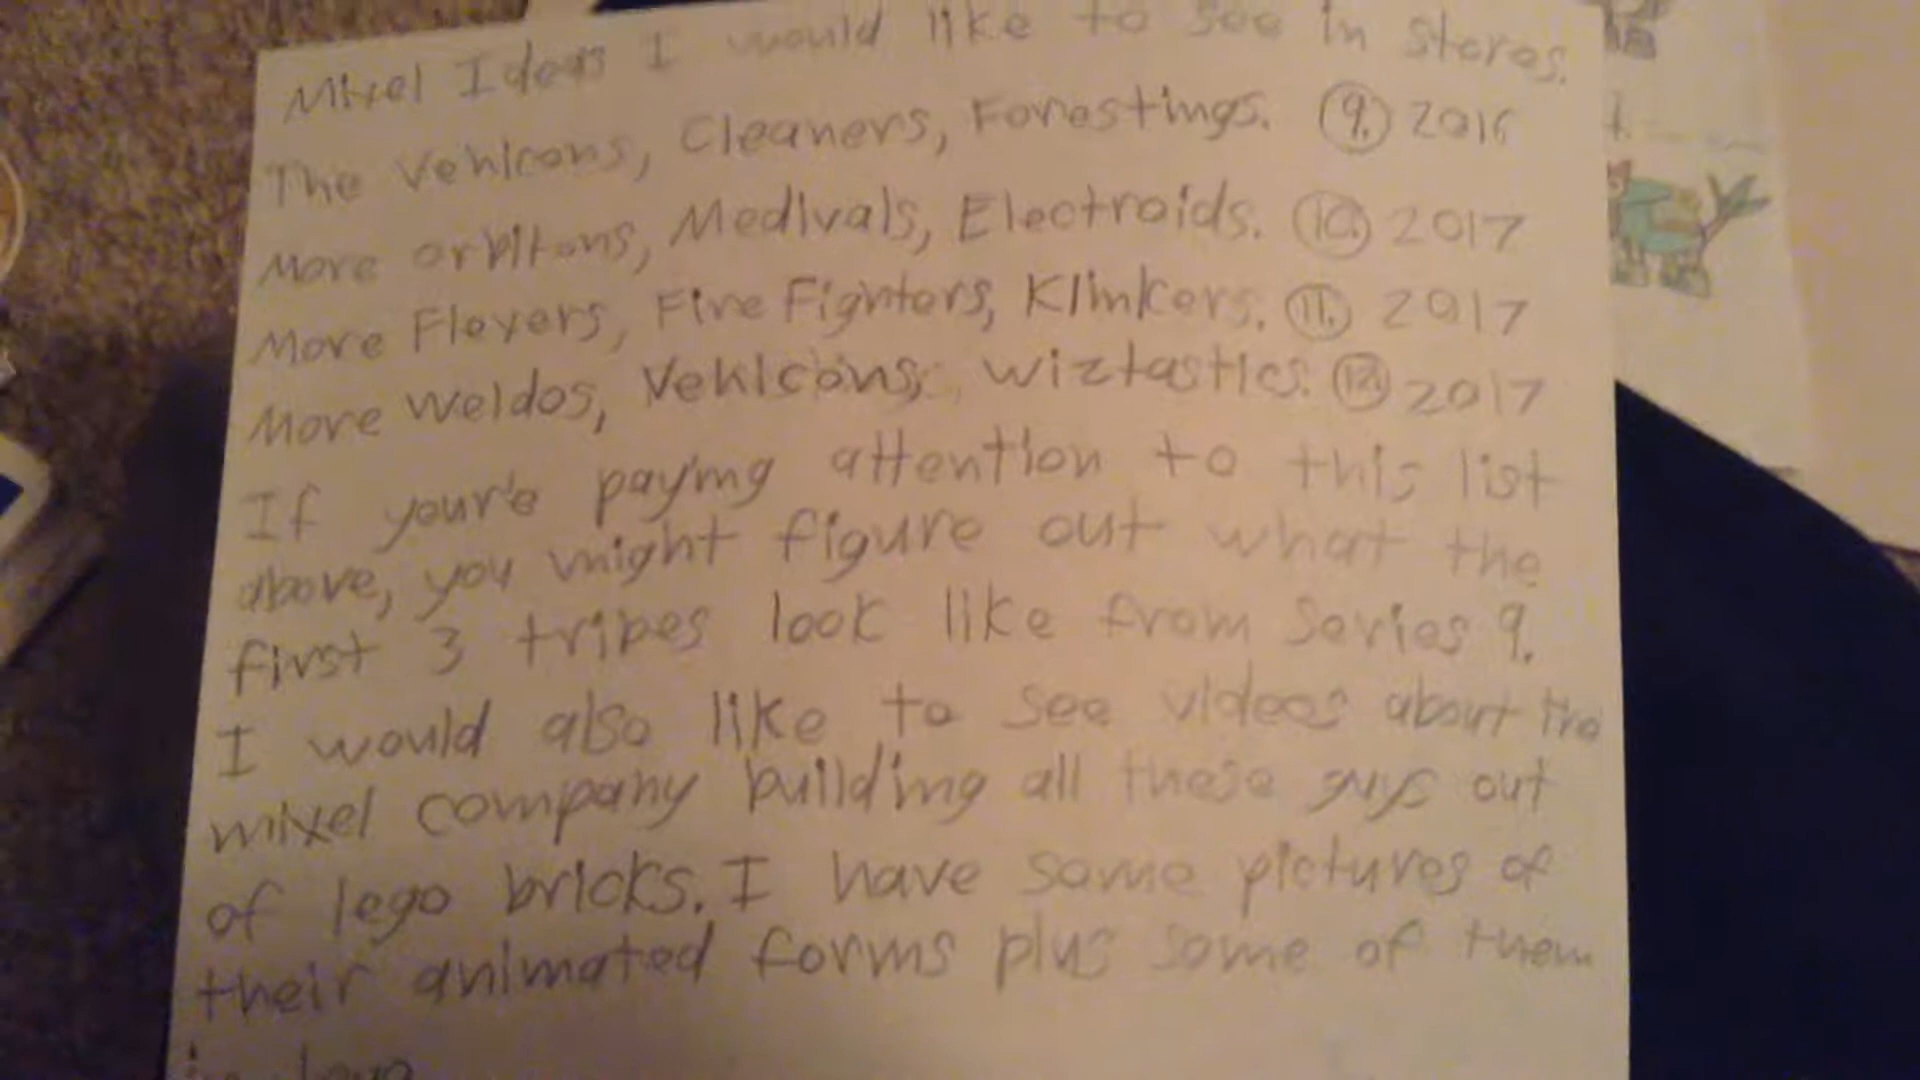 Mixel Ideas I would like to see in stores.
The Vehicons, Cleaners, Forestings. 9. 2016
More orbitons, Medivals, Electroids. 10. 2017
More Flexers, Fire Fighters, Klinkers. 11. 2017
More Weldos, Vehicons, wiztastics. 12. 2017
If your'e paying attention to this list
above, you might figure out what the
first 3 tribes look like from Series 9.
I would also like to see videos about the
mixel company building all these guys out
of lego bricks. I have some pictures of
their animated forms plus some of them